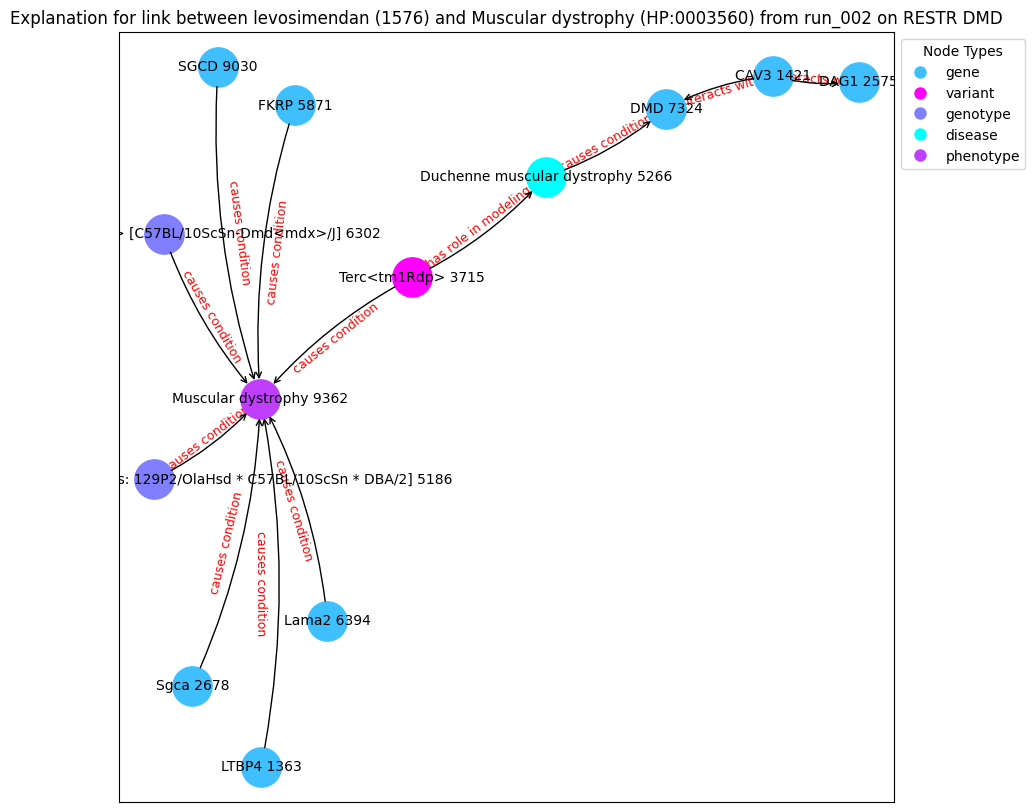 Explanation for link between levosimendan (1576) and Muscular dystrophy (HP:0003560) from run_002 on RESTR DMD
Node Types
gene
variant
genotype
disease
phenotype
SGCD 9030
FKRP 5871
CAV3 1421
DAG1 2575
DMD 7324
Duchenne muscular dystrophy 5266
causes condition
has role in modeling
> [C57BL/10ScSn-Dmd<mdx>/J] 6302
causes condition
causes condition
causes condition
Terc<tm1Rdp> 3715
causes condition
Muscular dystrophy 9362
causes condition
s: 129P2/OlaHsd * C57BL/10ScSn * DBA/2] 5186
causes condition
causes condition
causes condition
Lama2 6394
Sgca 2678
LTBP4 1363